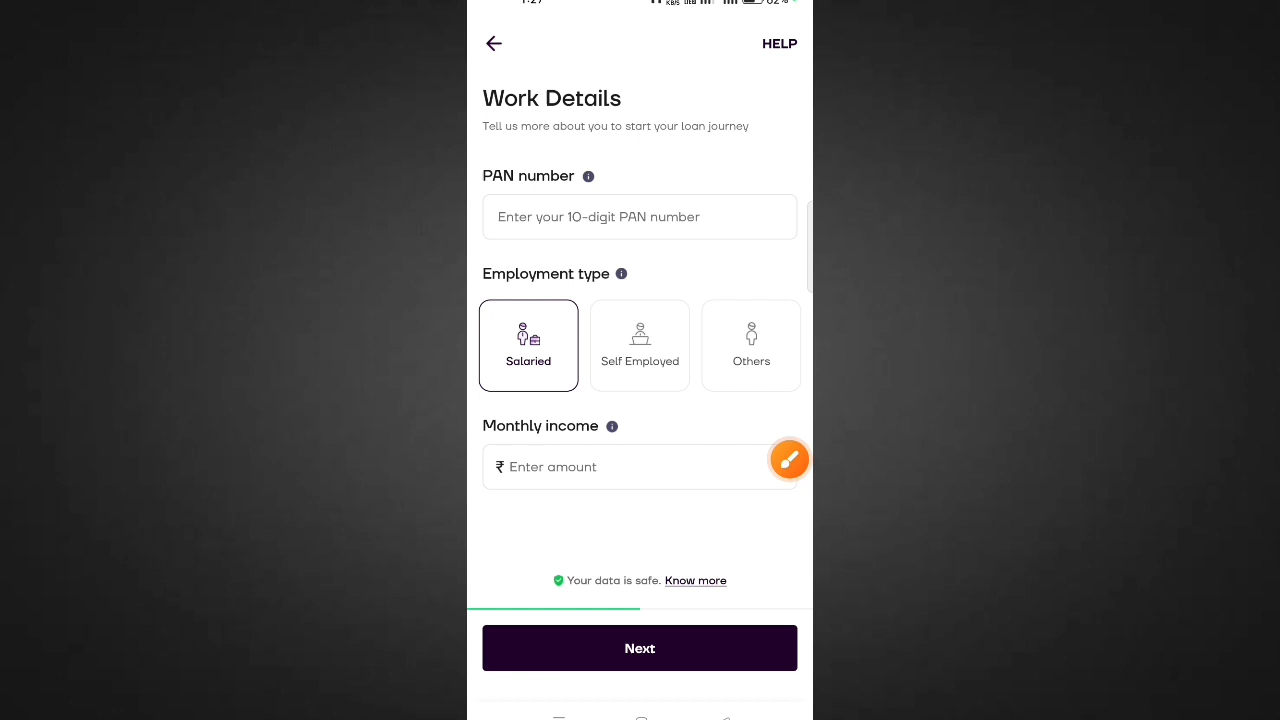 HELP
Work Details
Tell us more about you to start your loan journey
PAN number
Enter your 10-digit PAN number
Employment type
Salaried
Self Employed
Others
Monthly income
₹ Enter amount
Your data is safe. Know more
Next